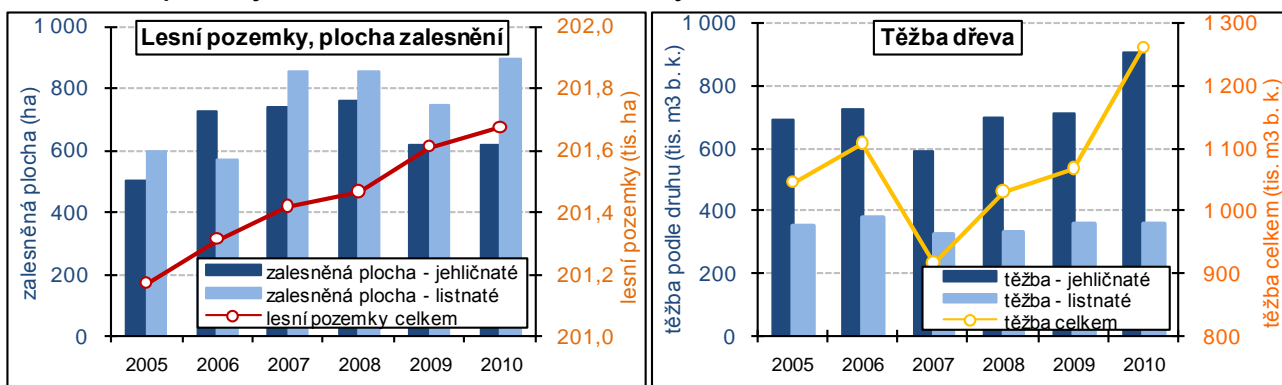 Lesní pozemky, plocha zalesnění
zalesněná plocha (ha)
1 000
800
600
400
200
0
202,0
201,8
201,6
201,4
201,2
201,0
lesní pozemky (tis. ha)
zalesněná plocha - jehličnaté
zalesněná plocha - listnaté
lesní pozemky celkem
2005 2006 2007 2008 2009 2010
Těžba dřeva
těžba podle druhu (tis. m3 b. k.)
1 000
800
600
400
200
0
1 300
1 200
1 100
1 000
900
800
těžba celkem (tis. m3 b. k.)
těžba - jehličnaté
těžba - listnaté
těžba celkem
2005 2006 2007 2008 2009 2010